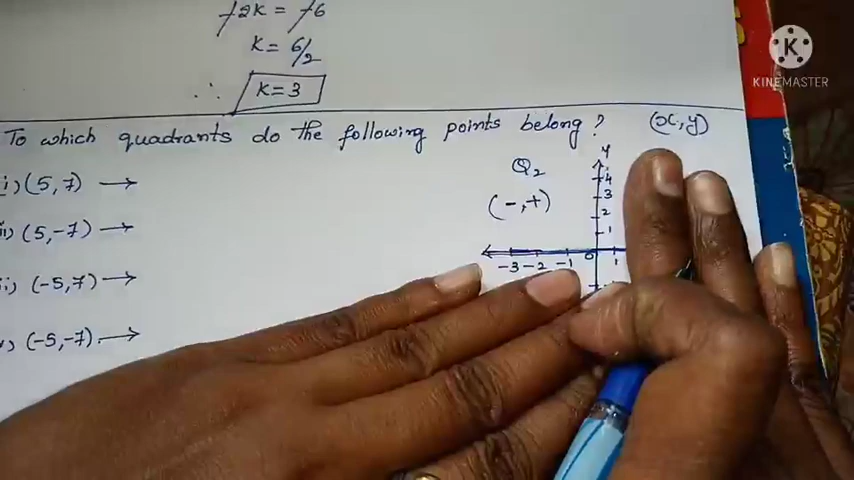 -2K = -6
K = 6/2
∴ K = 3
To which quadrants do the following points belong? (x, y)
i) (5, 7) →
ii) (5, -7) →
iii) (-5, 7) →
iv) (-5, -7) →
Q2
(-, +)
Y
4
3
2
1
-3 -2 -1 0 1
K
KINEMASTER